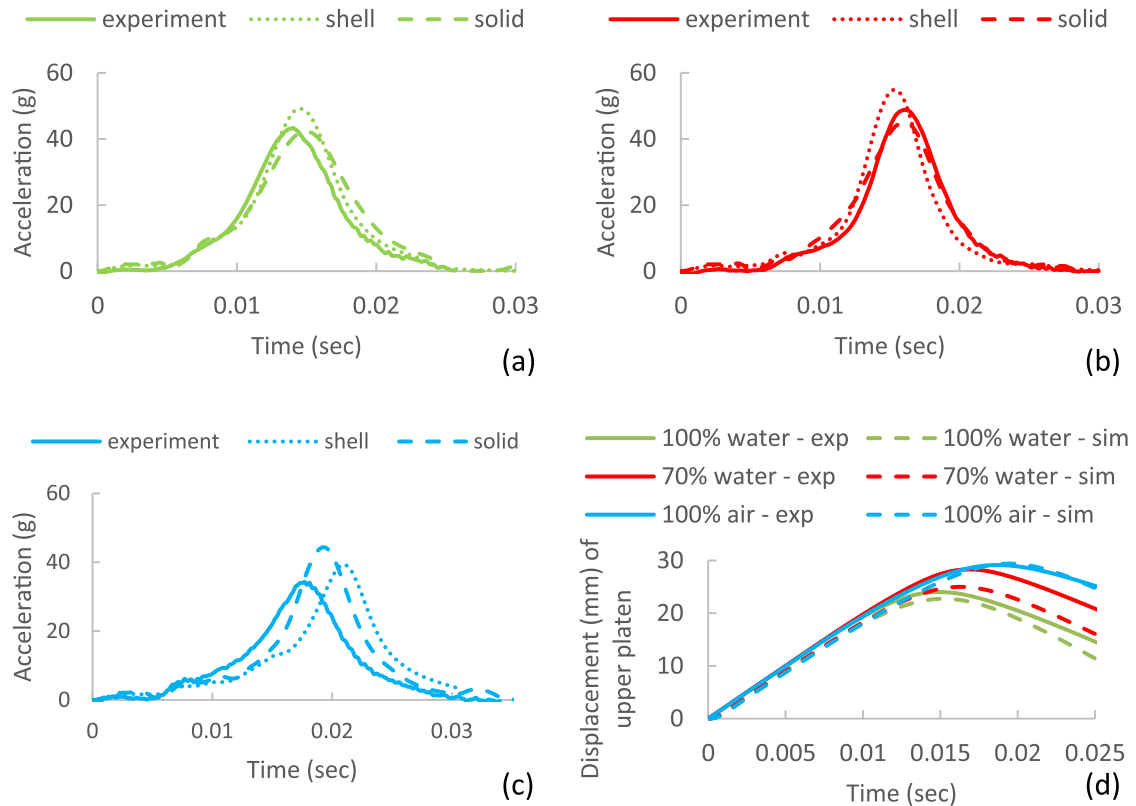 experiment shell solid
Acceleration (g)
60
40
20
0
0 0.01 0.02 0.03
Time (sec)
(a)
experiment shell solid
Acceleration (g)
60
40
20
0
0 0.01 0.02 0.03
Time (sec)
(b)
experiment shell solid
Acceleration (g)
60
40
20
0
0 0.01 0.02 0.03
Time (sec)
(c)
100% water - exp 100% water - sim
70% water - exp 70% water - sim
100% air - exp 100% air - sim
Displacement (mm) of
upper platen
30
20
10
0
0 0.005 0.01 0.015 0.02 0.025
Time (sec)
(d)